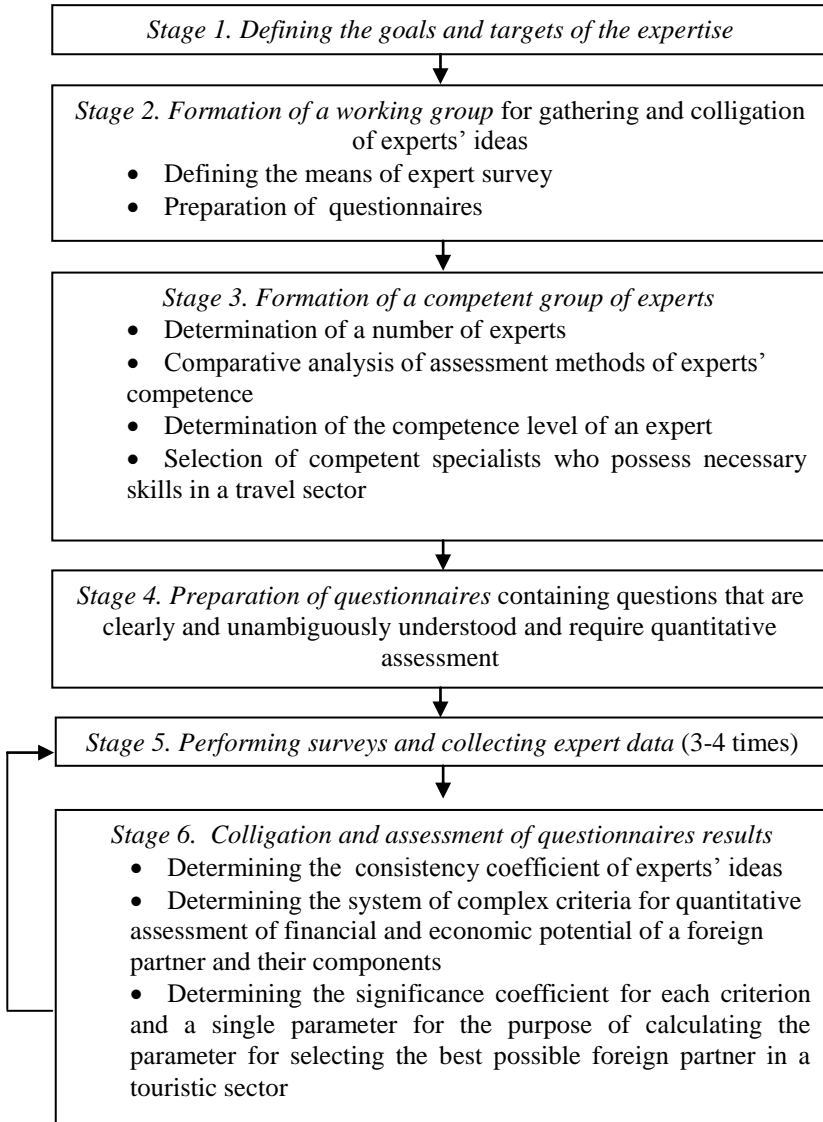 Stage 1. Defining the goals and targets of the expertise
Stage 2. Formation of a working group for gathering and colligation
of experts’ ideas
• Defining the means of expert survey
• Preparation of questionnaires
Stage 3. Formation of a competent group of experts
• Determination of a number of experts
• Comparative analysis of assessment methods of experts’
competence
• Determination of the competence level of an expert
• Selection of competent specialists who possess necessary
skills in a travel sector
Stage 4. Preparation of questionnaires containing questions that are
clearly and unambiguously understood and require quantitative
assessment
Stage 5. Performing surveys and collecting expert data (3-4 times)
Stage 6. Colligation and assessment of questionnaires results
• Determining the consistency coefficient of experts’ ideas
• Determining the system of complex criteria for quantitative
assessment of financial and economic potential of a foreign
partner and their components
• Determining the significance coefficient for each criterion
and a single parameter for the purpose of calculating the
parameter for selecting the best possible foreign partner in a
touristic sector